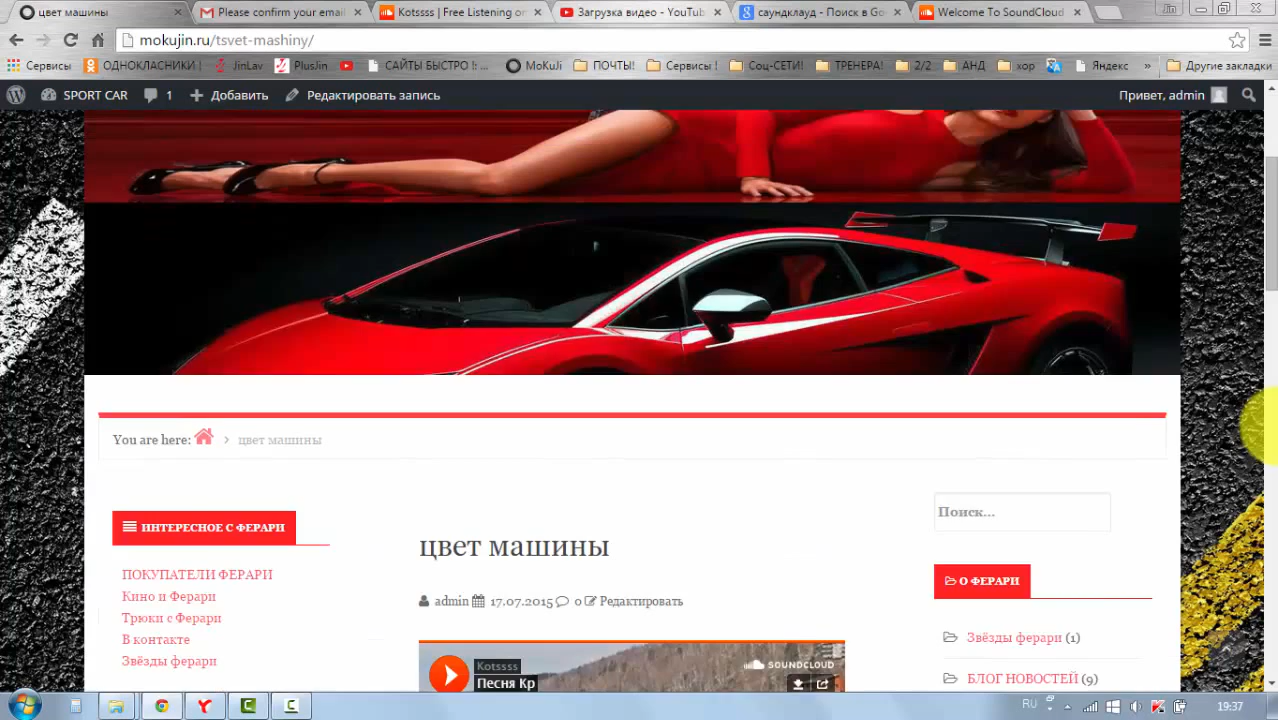 цвет машины
Please confirm your email
Kotssss | Free Listening or
Загрузка видео - YouTub
саундклауд - Поиск в Go
Welcome To SoundCloud
Jin
mokujin.ru/tsvet-mashiny/
Сервисы
ОДНОКЛАСНИКИ !
JinLav
PlusJin
САЙТЫ БЫСТРО !: ...
MoKuJi
ПОЧТЫ!
Сервисы !
Соц-СЕТИ!
ТРЕНЕРА!
2/2
АНД
хор
Яндекс
»
Другие закладки
SPORT CAR
1
Добавить
Редактировать запись
Привет, admin
You are here: > цвет машины
Поиск...
ИНТЕРЕСНОЕ С ФЕРАРИ
ПОКУПАТЕЛИ ФЕРАРИ
Кино и Ферари
Трюки с Ферари
В контакте
Звёзды ферари
цвет машины
admin 17.07.2015 0 Редактировать
Kotssss
Песня Кр
SOUNDCLOUD
О ФЕРАРИ
Звёзды ферари (1)
БЛОГ НОВОСТЕЙ (9)
RU
19:37